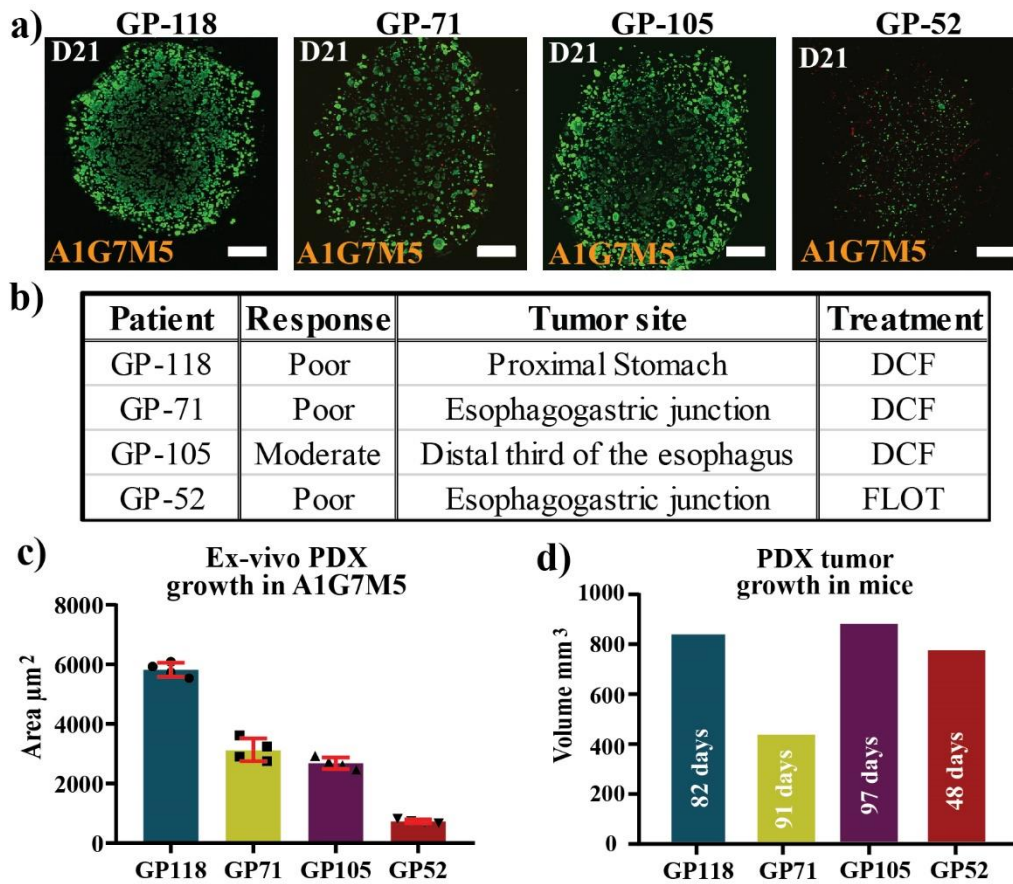 a)
GP-118 GP-71 GP-105 GP-52
D21 D21 D21 D21
A1G7M5 A1G7M5 A1G7M5 A1G7M5
b)
Patient Response Tumor site Treatment
GP-118 Poor Proximal Stomach DCF
GP-71 Poor Esophagogastric junction DCF
GP-105 Moderate Distal third of the esophagus DCF
GP-52 Poor Esophagogastric junction FLOT
c)
Ex-vivo PDX
growth in A1G7M5
Area µm²
8000
6000
4000
2000
0
GP118 GP71 GP105 GP52
d)
PDX tumor
growth in mice
Volume mm³
1000
800
600
400
200
0
82 days
91 days
97 days
48 days
GP118 GP71 GP105 GP52